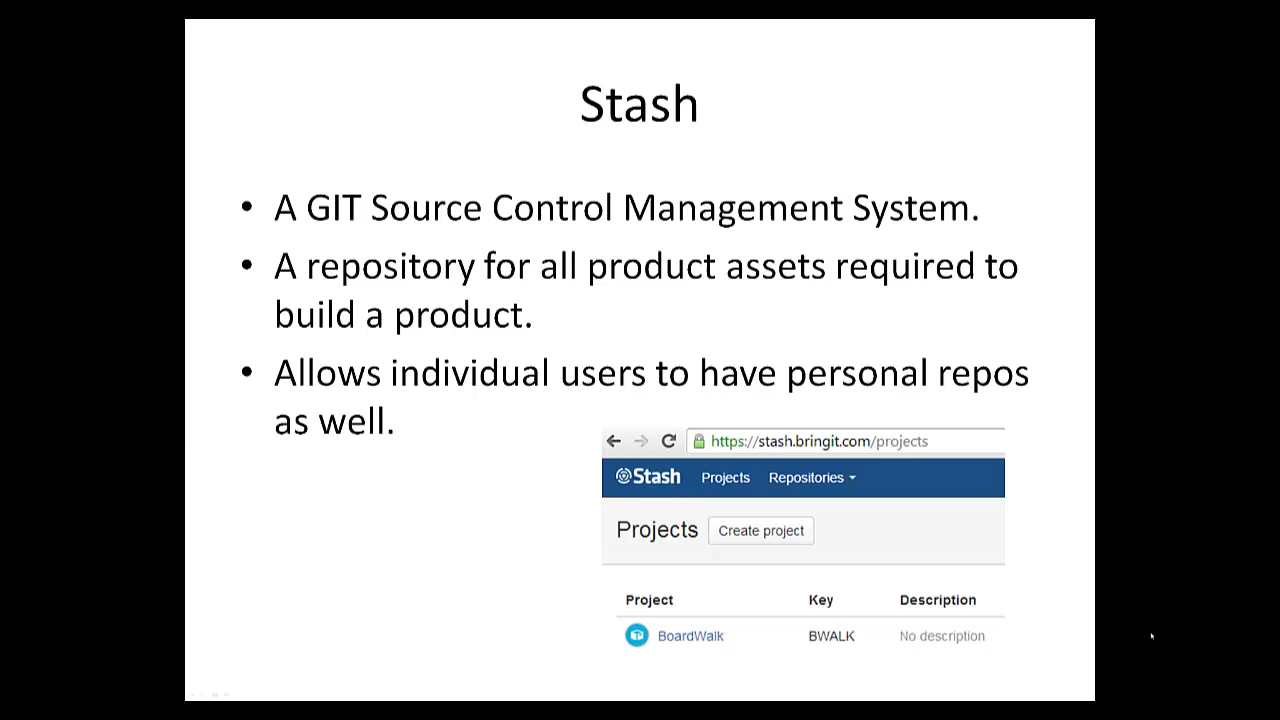 Stash
• A GIT Source Control Management System.
• A repository for all product assets required to
build a product.
• Allows individual users to have personal repos
as well.
https://stash.bringit.com/projects
Stash Projects Repositories
Projects Create project
Project Key Description
BoardWalk BWALK No description